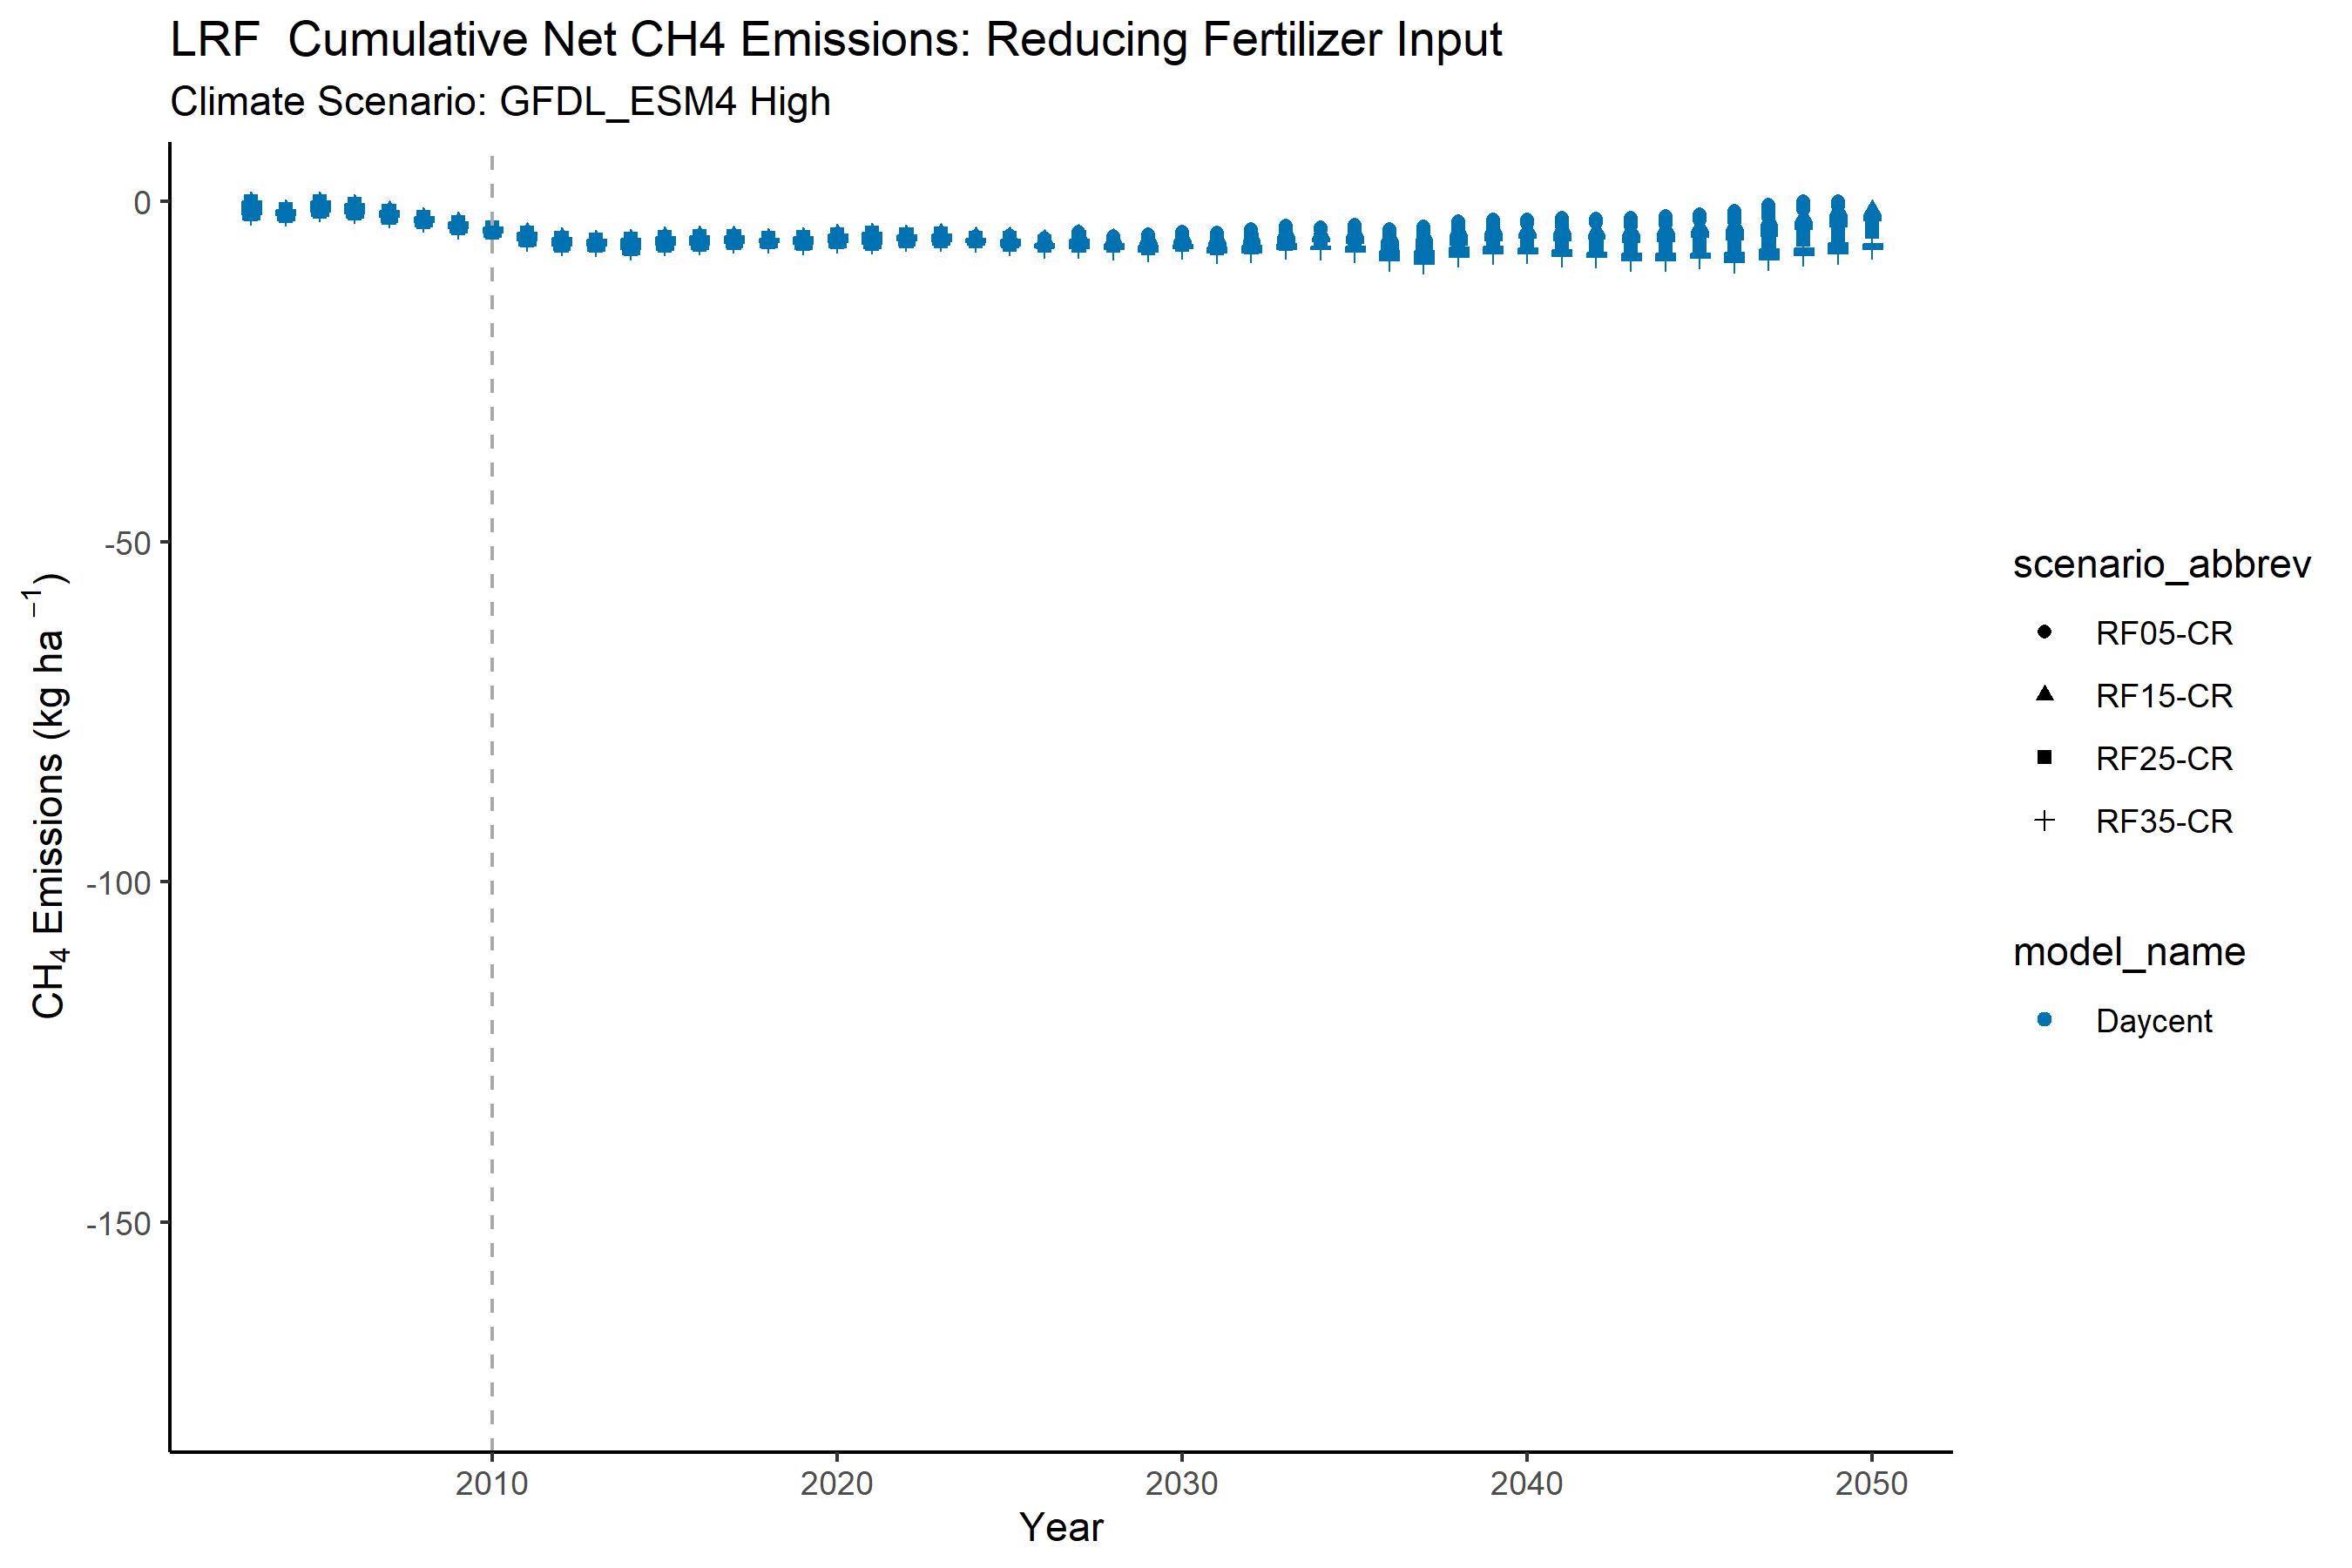 LRF  Cumulative Net CH4 Emissions: Reducing Fertilizer Input
Climate Scenario: GFDL_ESM4 High
0
-50
-100
-150
CH₄ Emissions (kg ha ⁻¹)
2010
2020
2030
2040
2050
Year
scenario_abbrev
RF05-CR
RF15-CR
RF25-CR
RF35-CR
model_name
Daycent